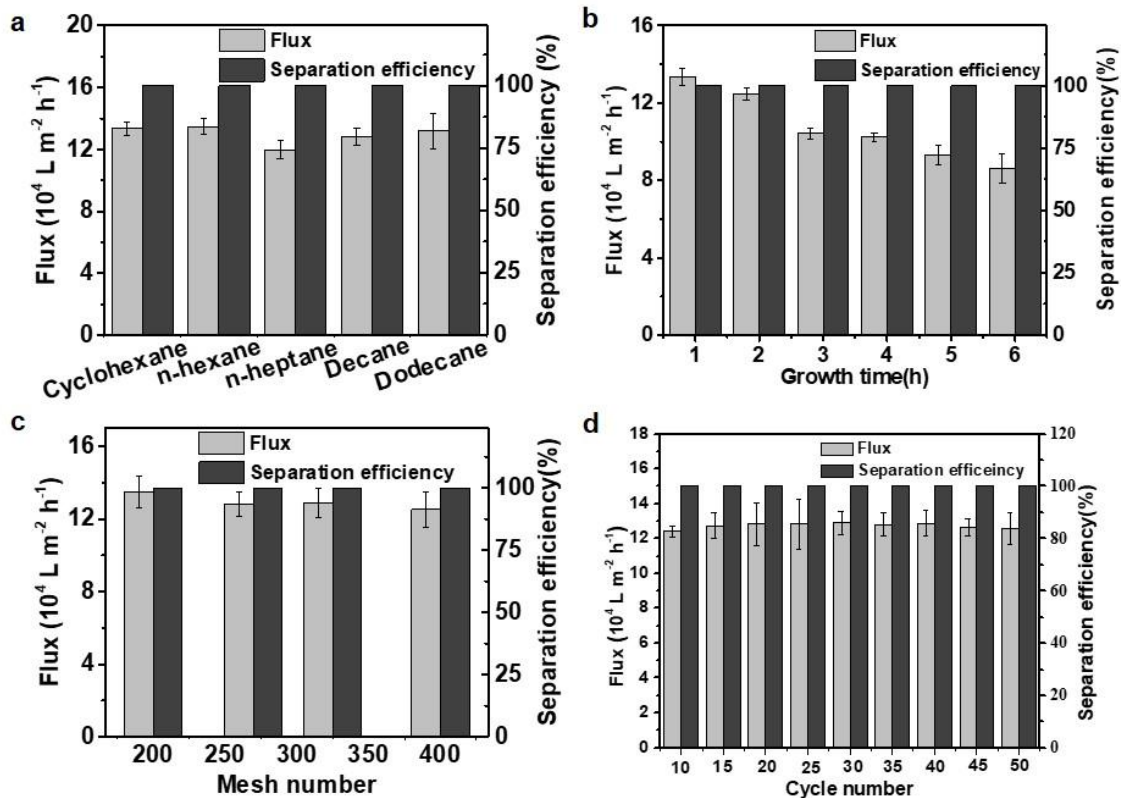 a
Flux
Separation efficiency
Flux (10⁴ L m⁻² h⁻¹)
20
16
12
8
4
0
Separation efficiency (%)
100
75
50
25
0
Cyclohexane
n-hexane
n-heptane
Decane
Dodecane
b
Flux
Separation efficiency
Flux (10⁴ L m⁻² h⁻¹)
16
12
8
4
0
Separation efficiency(%)
100
75
50
25
0
1 2 3 4 5 6
Growth time(h)
c
Flux
Separation efficiency
Flux (10⁴ L m⁻² h⁻¹)
16
12
8
4
0
Separation efficiency(%)
100
75
50
25
0
200 250 300 350 400
Mesh number
d
Flux
Separation efficeincy
Flux (10⁴ L m⁻² h⁻¹)
18
16
14
12
10
8
6
4
2
0
Separation efficiency(%)
120
100
80
60
40
20
0
10 15 20 25 30 35 40 45 50
Cycle number